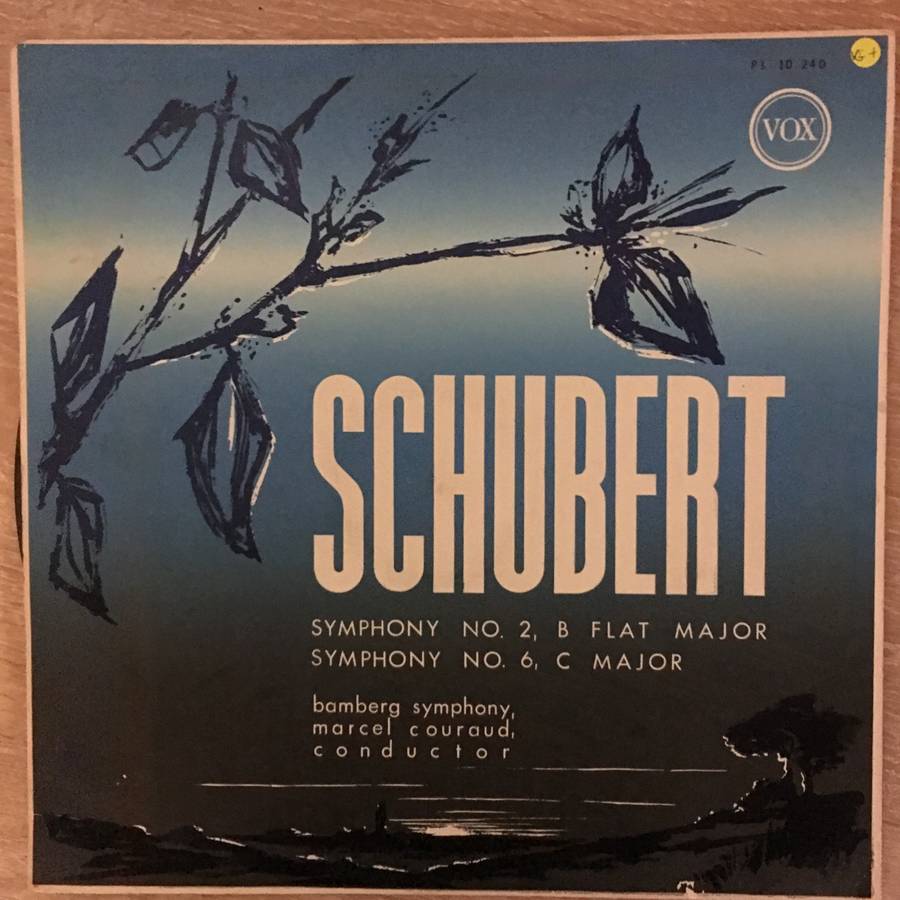 PL 10 240
VG +
VOX
SCHUBERT
SYMPHONY NO. 2, B FLAT MAJOR
SYMPHONY NO. 6, C MAJOR
bamberg symphony,
marcel couraud,
conductor